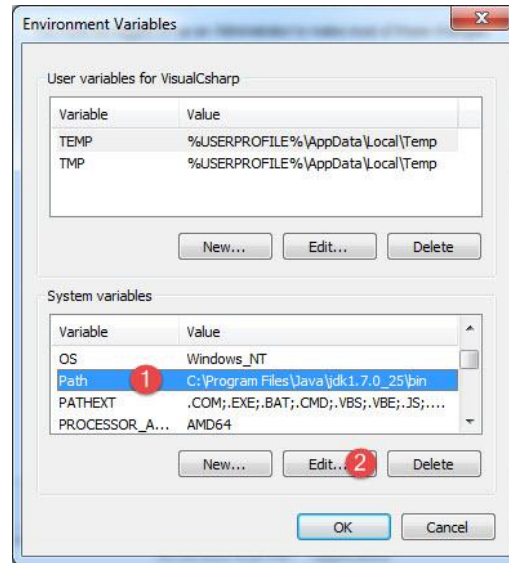 Environment Variables
User variables for VisualCsharp
Variable Value
TEMP %USERPROFILE%\AppData\Local\Temp
TMP %USERPROFILE%\AppData\Local\Temp
New... Edit... Delete
System variables
Variable Value
OS Windows_NT
Path 1 C:\Program Files\Java\jdk1.7.0_25\bin
PATHEXT .COM;.EXE;.BAT;.CMD;.VBS;.VBE;.JS;....
PROCESSOR_A... AMD64
New... Edit... 2 Delete
OK Cancel